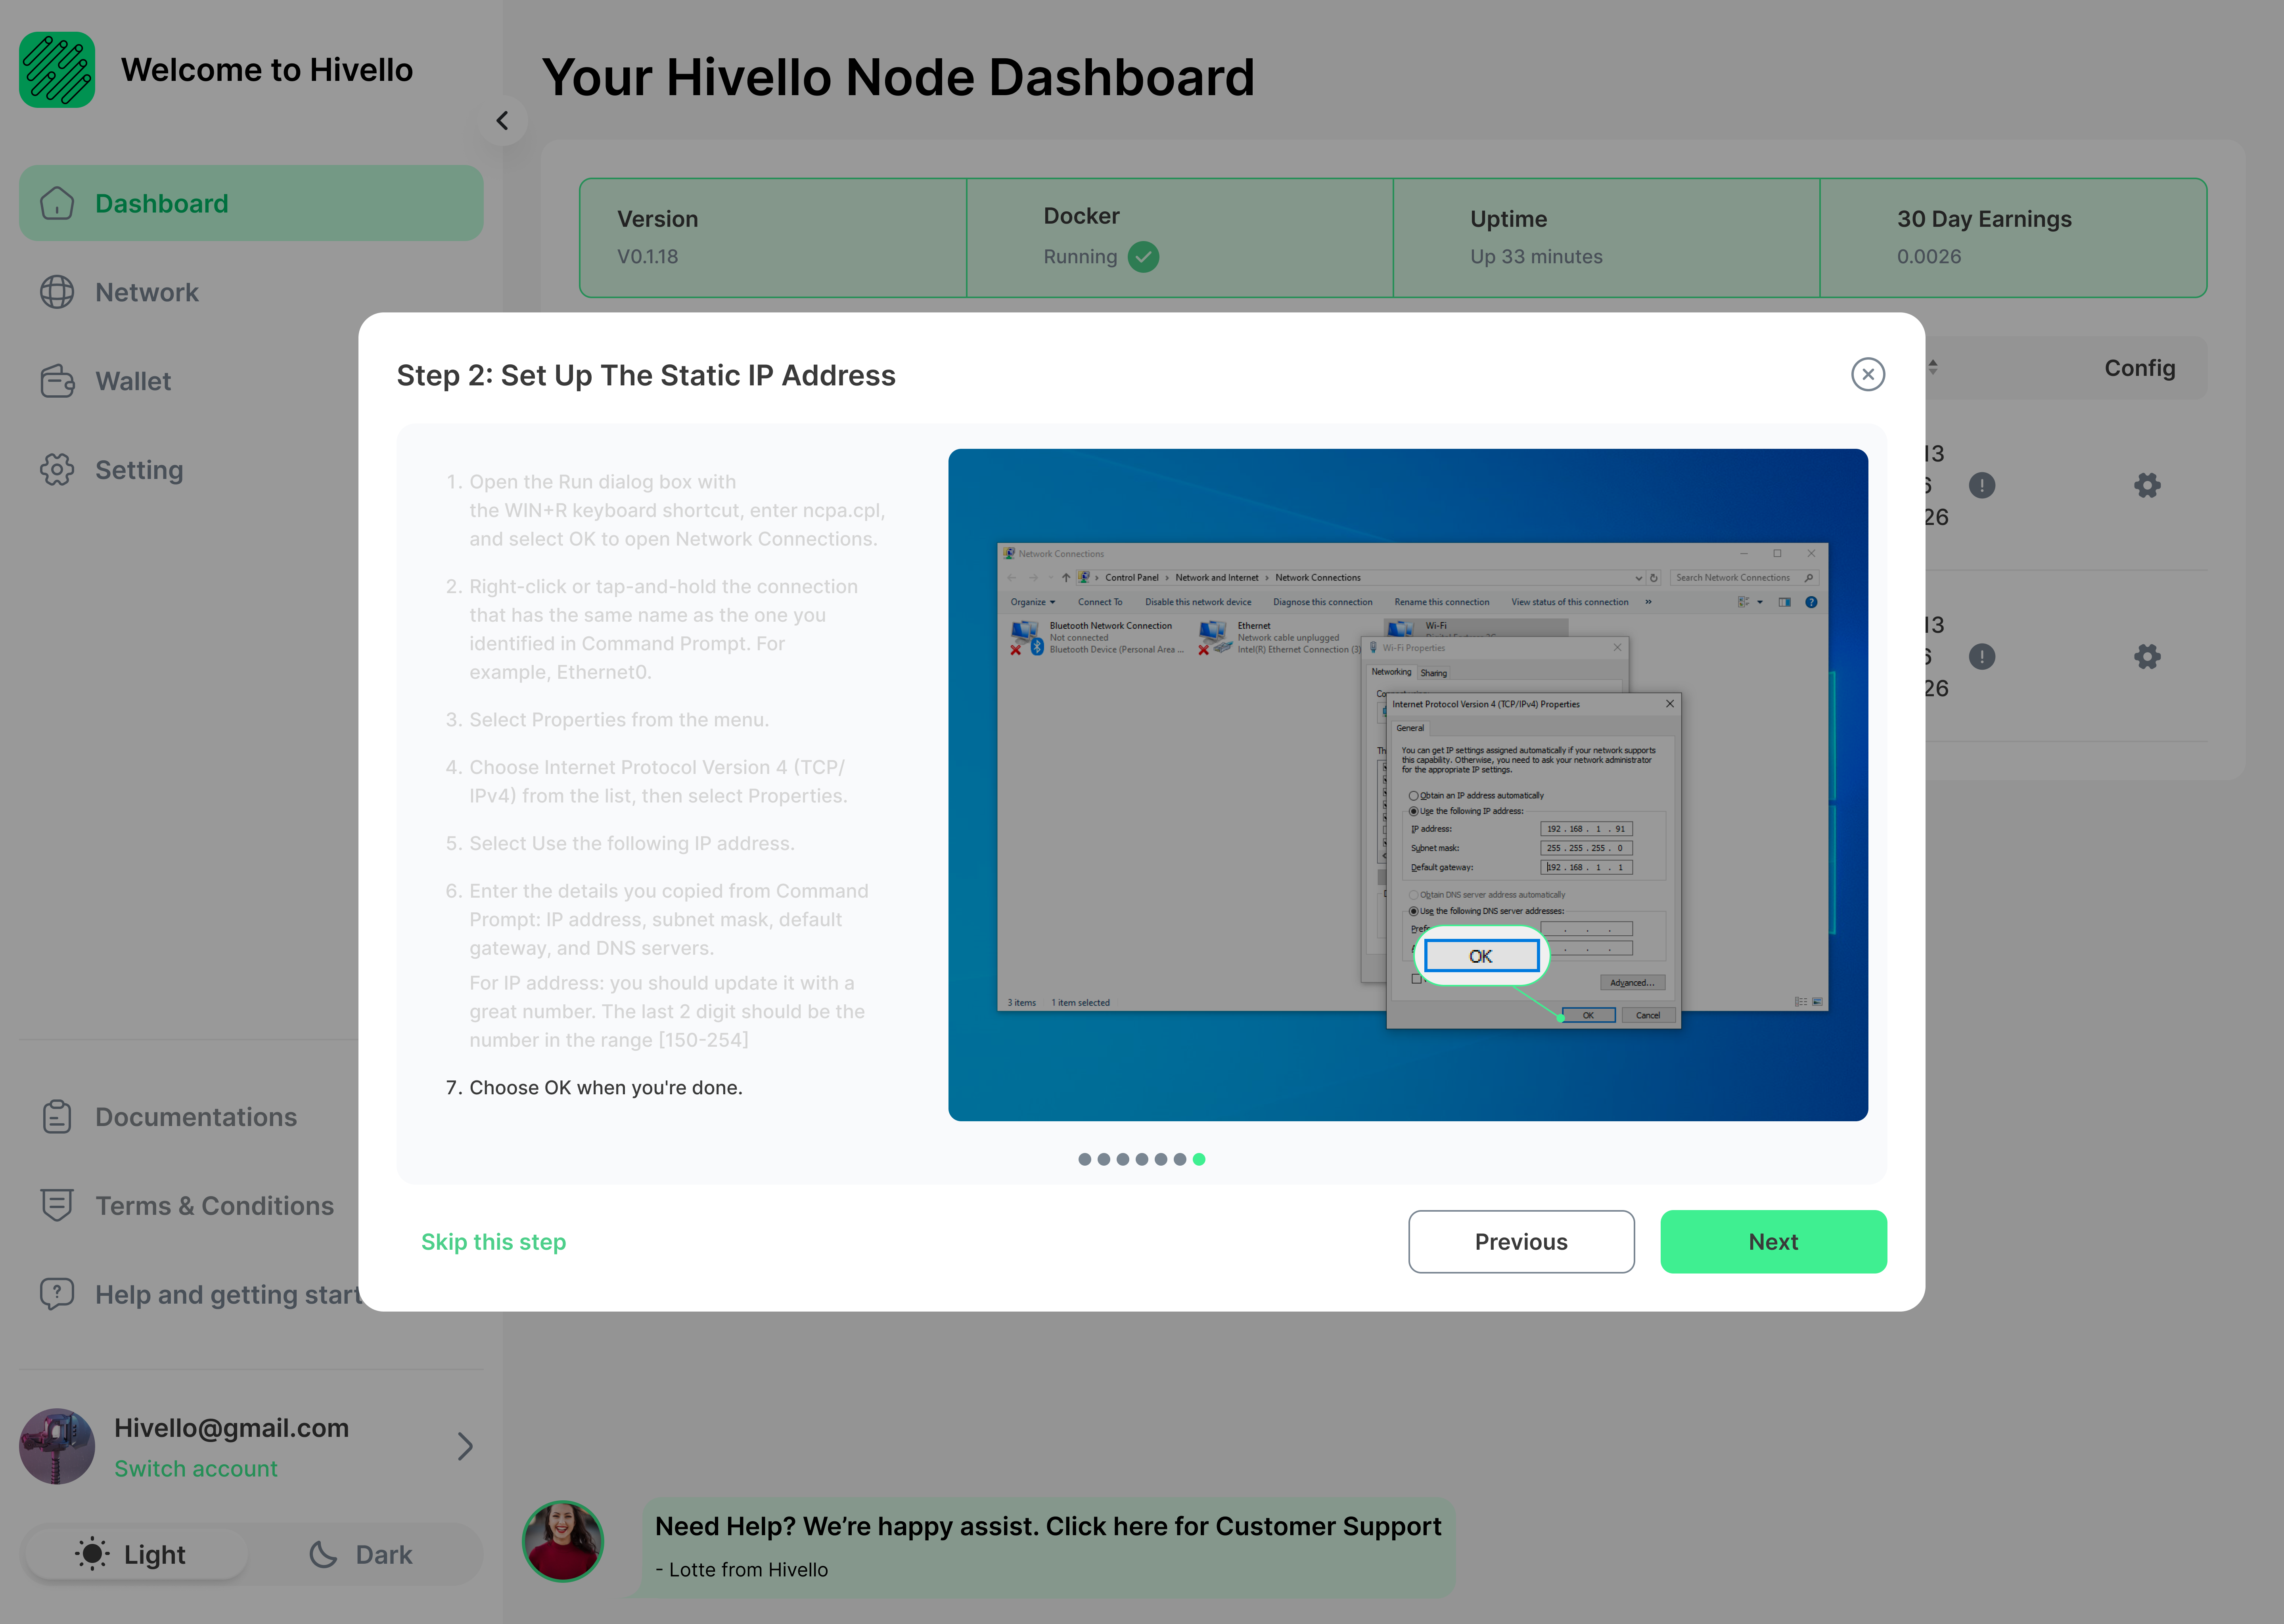 Welcome to Hivello
Dashboard
Network
Wallet
Setting
Documentations
Terms & Conditions
Help and getting start
Hivello@gmail.com
Switch account
Light
Dark
Your Hivello Node Dashboard
Version
V0.1.18
Docker
Running
Uptime
Up 33 minutes
30 Day Earnings
0.0026
Config
13
26
13
26
Step 2: Set Up The Static IP Address
1. Open the Run dialog box with
the WIN+R keyboard shortcut, enter ncpa.cpl,
and select OK to open Network Connections.
2. Right-click or tap-and-hold the connection
that has the same name as the one you
identified in Command Prompt. For
example, Ethernet0.
3. Select Properties from the menu.
4. Choose Internet Protocol Version 4 (TCP/
IPv4) from the list, then select Properties.
5. Select Use the following IP address.
6. Enter the details you copied from Command
Prompt: IP address, subnet mask, default
gateway, and DNS servers.
For IP address: you should update it with a
great number. The last 2 digit should be the
number in the range [150-254]
7. Choose OK when you're done.
Network Connections
Control Panel > Network and Internet > Network Connections
Search Network Connections
Organize
Connect To
Disable this network device
Diagnose this connection
Rename this connection
View status of this connection
»
Bluetooth Network Connection
Not connected
Bluetooth Device (Personal Area ...
Ethernet
Network cable unplugged
Intel(R) Ethernet Connection (3)
Wi-Fi
Wi-Fi Properties
Networking
Sharing
Internet Protocol Version 4 (TCP/IPv4) Properties
General
You can get IP settings assigned automatically if your network supports
this capability. Otherwise, you need to ask your network administrator
for the appropriate IP settings.
Obtain an IP address automatically
Use the following IP address:
IP address:
192 . 168 . 1 . 91
Subnet mask:
255 . 255 . 255 . 0
Default gateway:
192 . 168 . 1 . 1
Obtain DNS server address automatically
Use the following DNS server addresses:
OK
Advanced...
OK
Cancel
3 items
1 item selected
Skip this step
Previous
Next
Need Help? We’re happy assist. Click here for Customer Support
- Lotte from Hivello